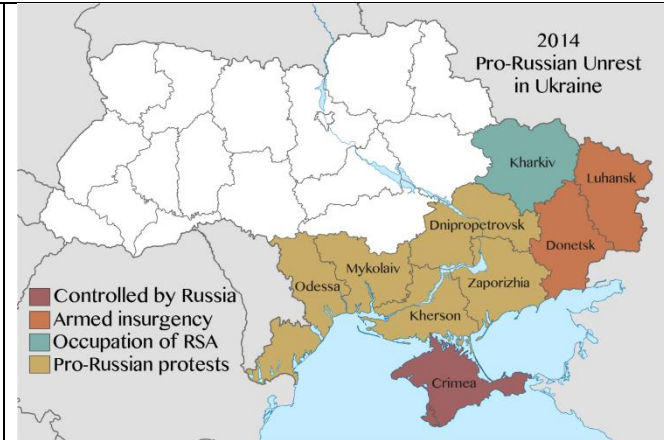 2014
Pro-Russian Unrest
in Ukraine
Kharkiv
Luhansk
Dnipropetrovsk
Donetsk
Mykolaiv
Odessa
Zaporizhia
Kherson
Crimea
Controlled by Russia
Armed insurgency
Occupation of RSA
Pro-Russian protests